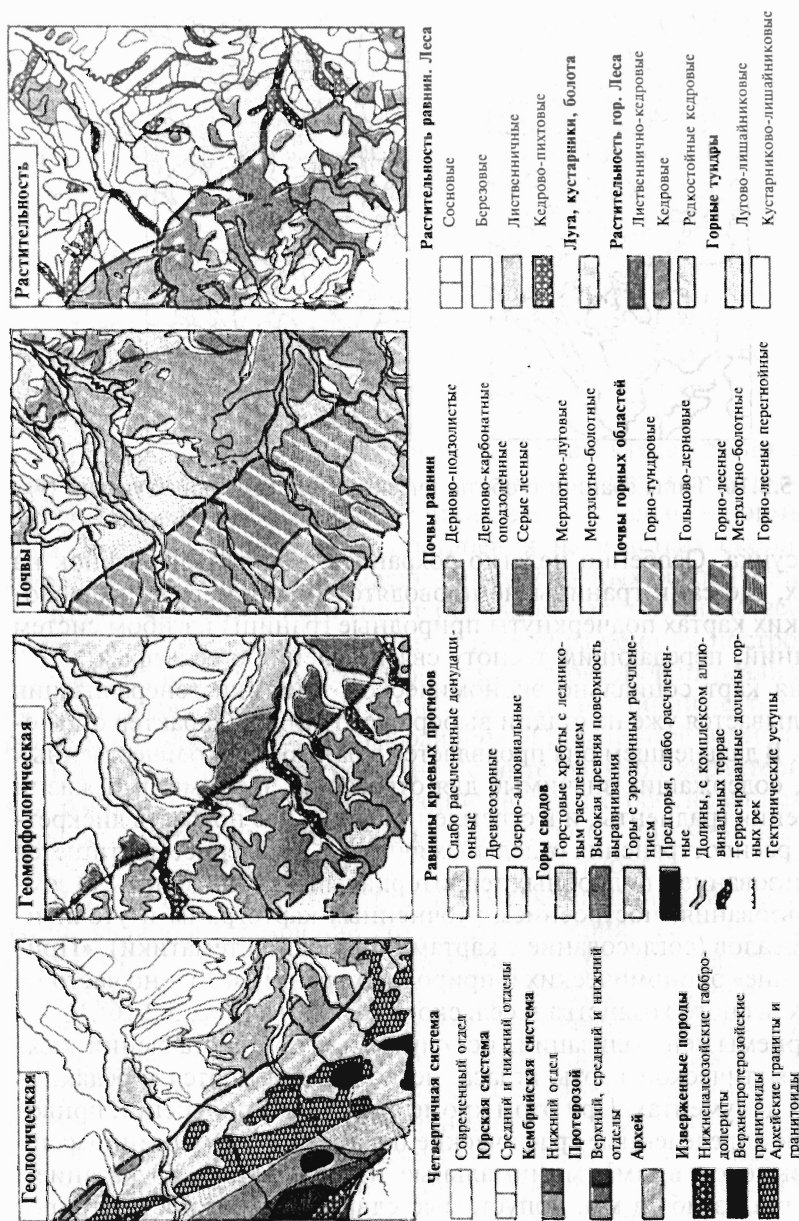 Геологическая
Четвертичная система
Современный отдел
Юрская система
Средний и нижний отделы
Кембрийская система
Нижний отдел
Протерозой
Верхний, средний и нижний
отделы
Архей
Изверженные породы
Нижнепалеозойские габбро-
долериты
Верхнепротерозойские
гранитоиды
Архейские граниты и
гранитоиды
Геоморфологическая
Равнины краевых прогибов
Слабо расчлененные денудаци-
онные
Древнеозерные
Озерно-аллювиальные
Горы сводов
Горстовые хребты с леднико-
вым расчленением
Высокая древняя поверхность
выравнивания
Горы с эрозионным расчлене-
нием
Предгорья, слабо расчленен-
ные
Долины, комплексом аллю-
винальных террас
Террасированные долины гор-
ных рек
Тектонические уступы
Почвы
Почвы равнин
Дерново-подзолистые
Дерново-карбонатные
оподзоленные
Серые лесные
Мерзлотно-луговые
Мерзлотно-болотные
Почвы горных областей
Горно-тундровые
Гольцово-дерновые
Горно-лесные
Мерзлотно-болотные
Горно-лесные перегнойные
Растительность
Растительность равнин. Леса
Сосновые
Березовые
Лиственничные
Кедрово-пихтовые
Луга, кустарники, болота
Растительность гор. Леса
Лиственнично-кедровые
Кедровые
Редкостойные кедровые
Горные тундры
Лугово-лишайниковые
Кустарниково-лишайниковые